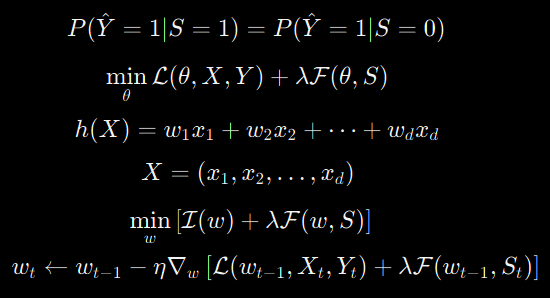 P(Ŷ = 1|S = 1) = P(Ŷ = 1|S = 0)
min_θ ℒ(θ, X, Y) + λℱ(θ, S)
h(X) = w₁x₁ + w₂x₂ + ⋯ + w_d x_d
X = (x₁, x₂, …, x_d)
min_w [ℐ(w) + λℱ(w, S)]
w_t ← w_{t−1} − η∇_w [ℒ(w_{t−1}, X_t, Y_t) + λℱ(w_{t−1}, S_t)]